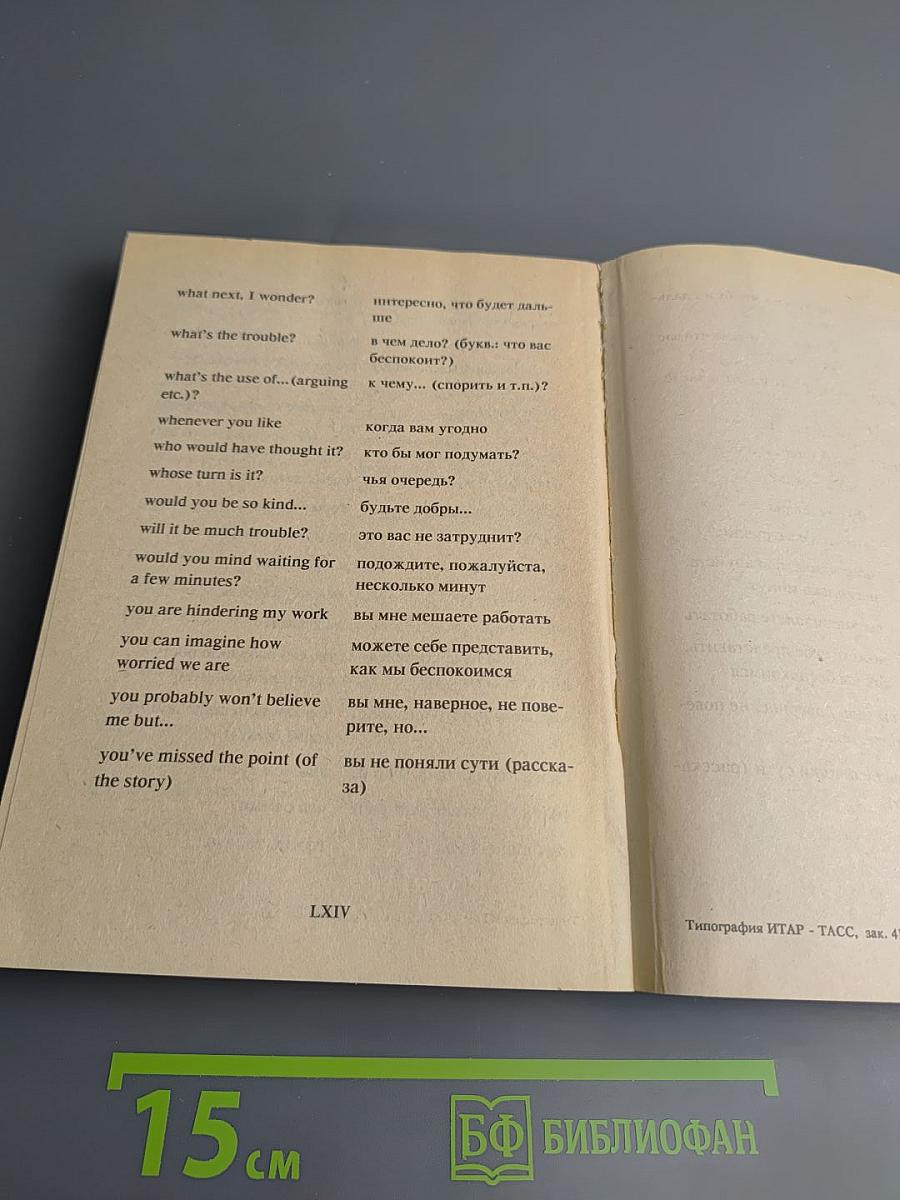 what next, I wonder?
интересно, что будет даль-
ше
what's the trouble?
в чем дело? (букв.: что вас
беспокоит?)
what's the use of... (arguing
etc.)?
к чему... (спорить и т.п.)?
whenever you like
когда вам угодно
who would have thought it?
кто бы мог подумать?
whose turn is it?
чья очередь?
would you be so kind...
будьте добры...
will it be much trouble?
это вас не затруднит?
would you mind waiting for
a few minutes?
подождите, пожалуйста,
несколько минут
you are hindering my work
вы мне мешаете работать
you can imagine how
worried we are
можете себе представить,
как мы беспокоимся
you probably won't believe
me but...
вы мне, наверное, не пове-
рите, но...
you've missed the point (of
the story)
вы не поняли сути (расска-
за)
LXIV
Типография ИТАР - ТАСС, зак.
15 см
БФ БИБЛИОФАН